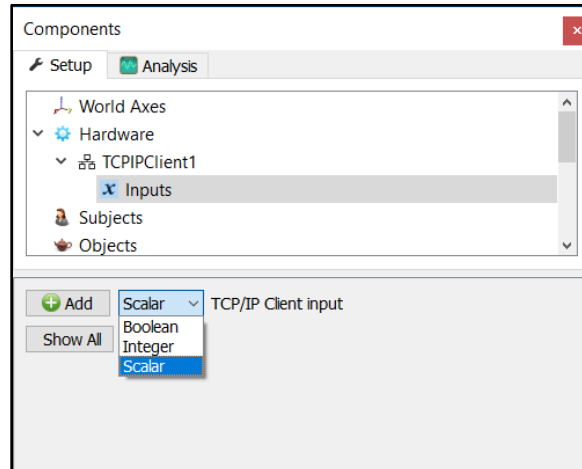 Components
Setup Analysis
World Axes
Hardware
TCPIPClient1
x Inputs
Subjects
Objects
Add Scalar TCP/IP Client input
Boolean
Show All Integer
Scalar